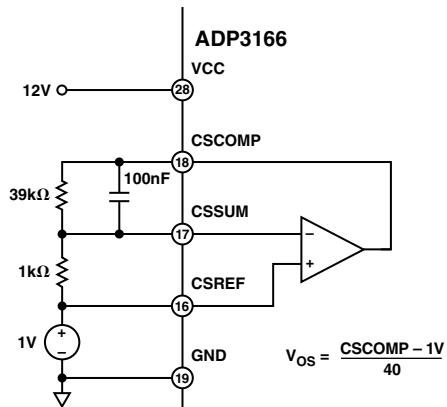 ADP3166
VCC
12V
28
CSCOMP
18
100nF
39kΩ
CSSUM
17
−
1kΩ
+
CSREF
16
+
1V
−
GND
19
V_OS = (CSCOMP – 1V) / 40